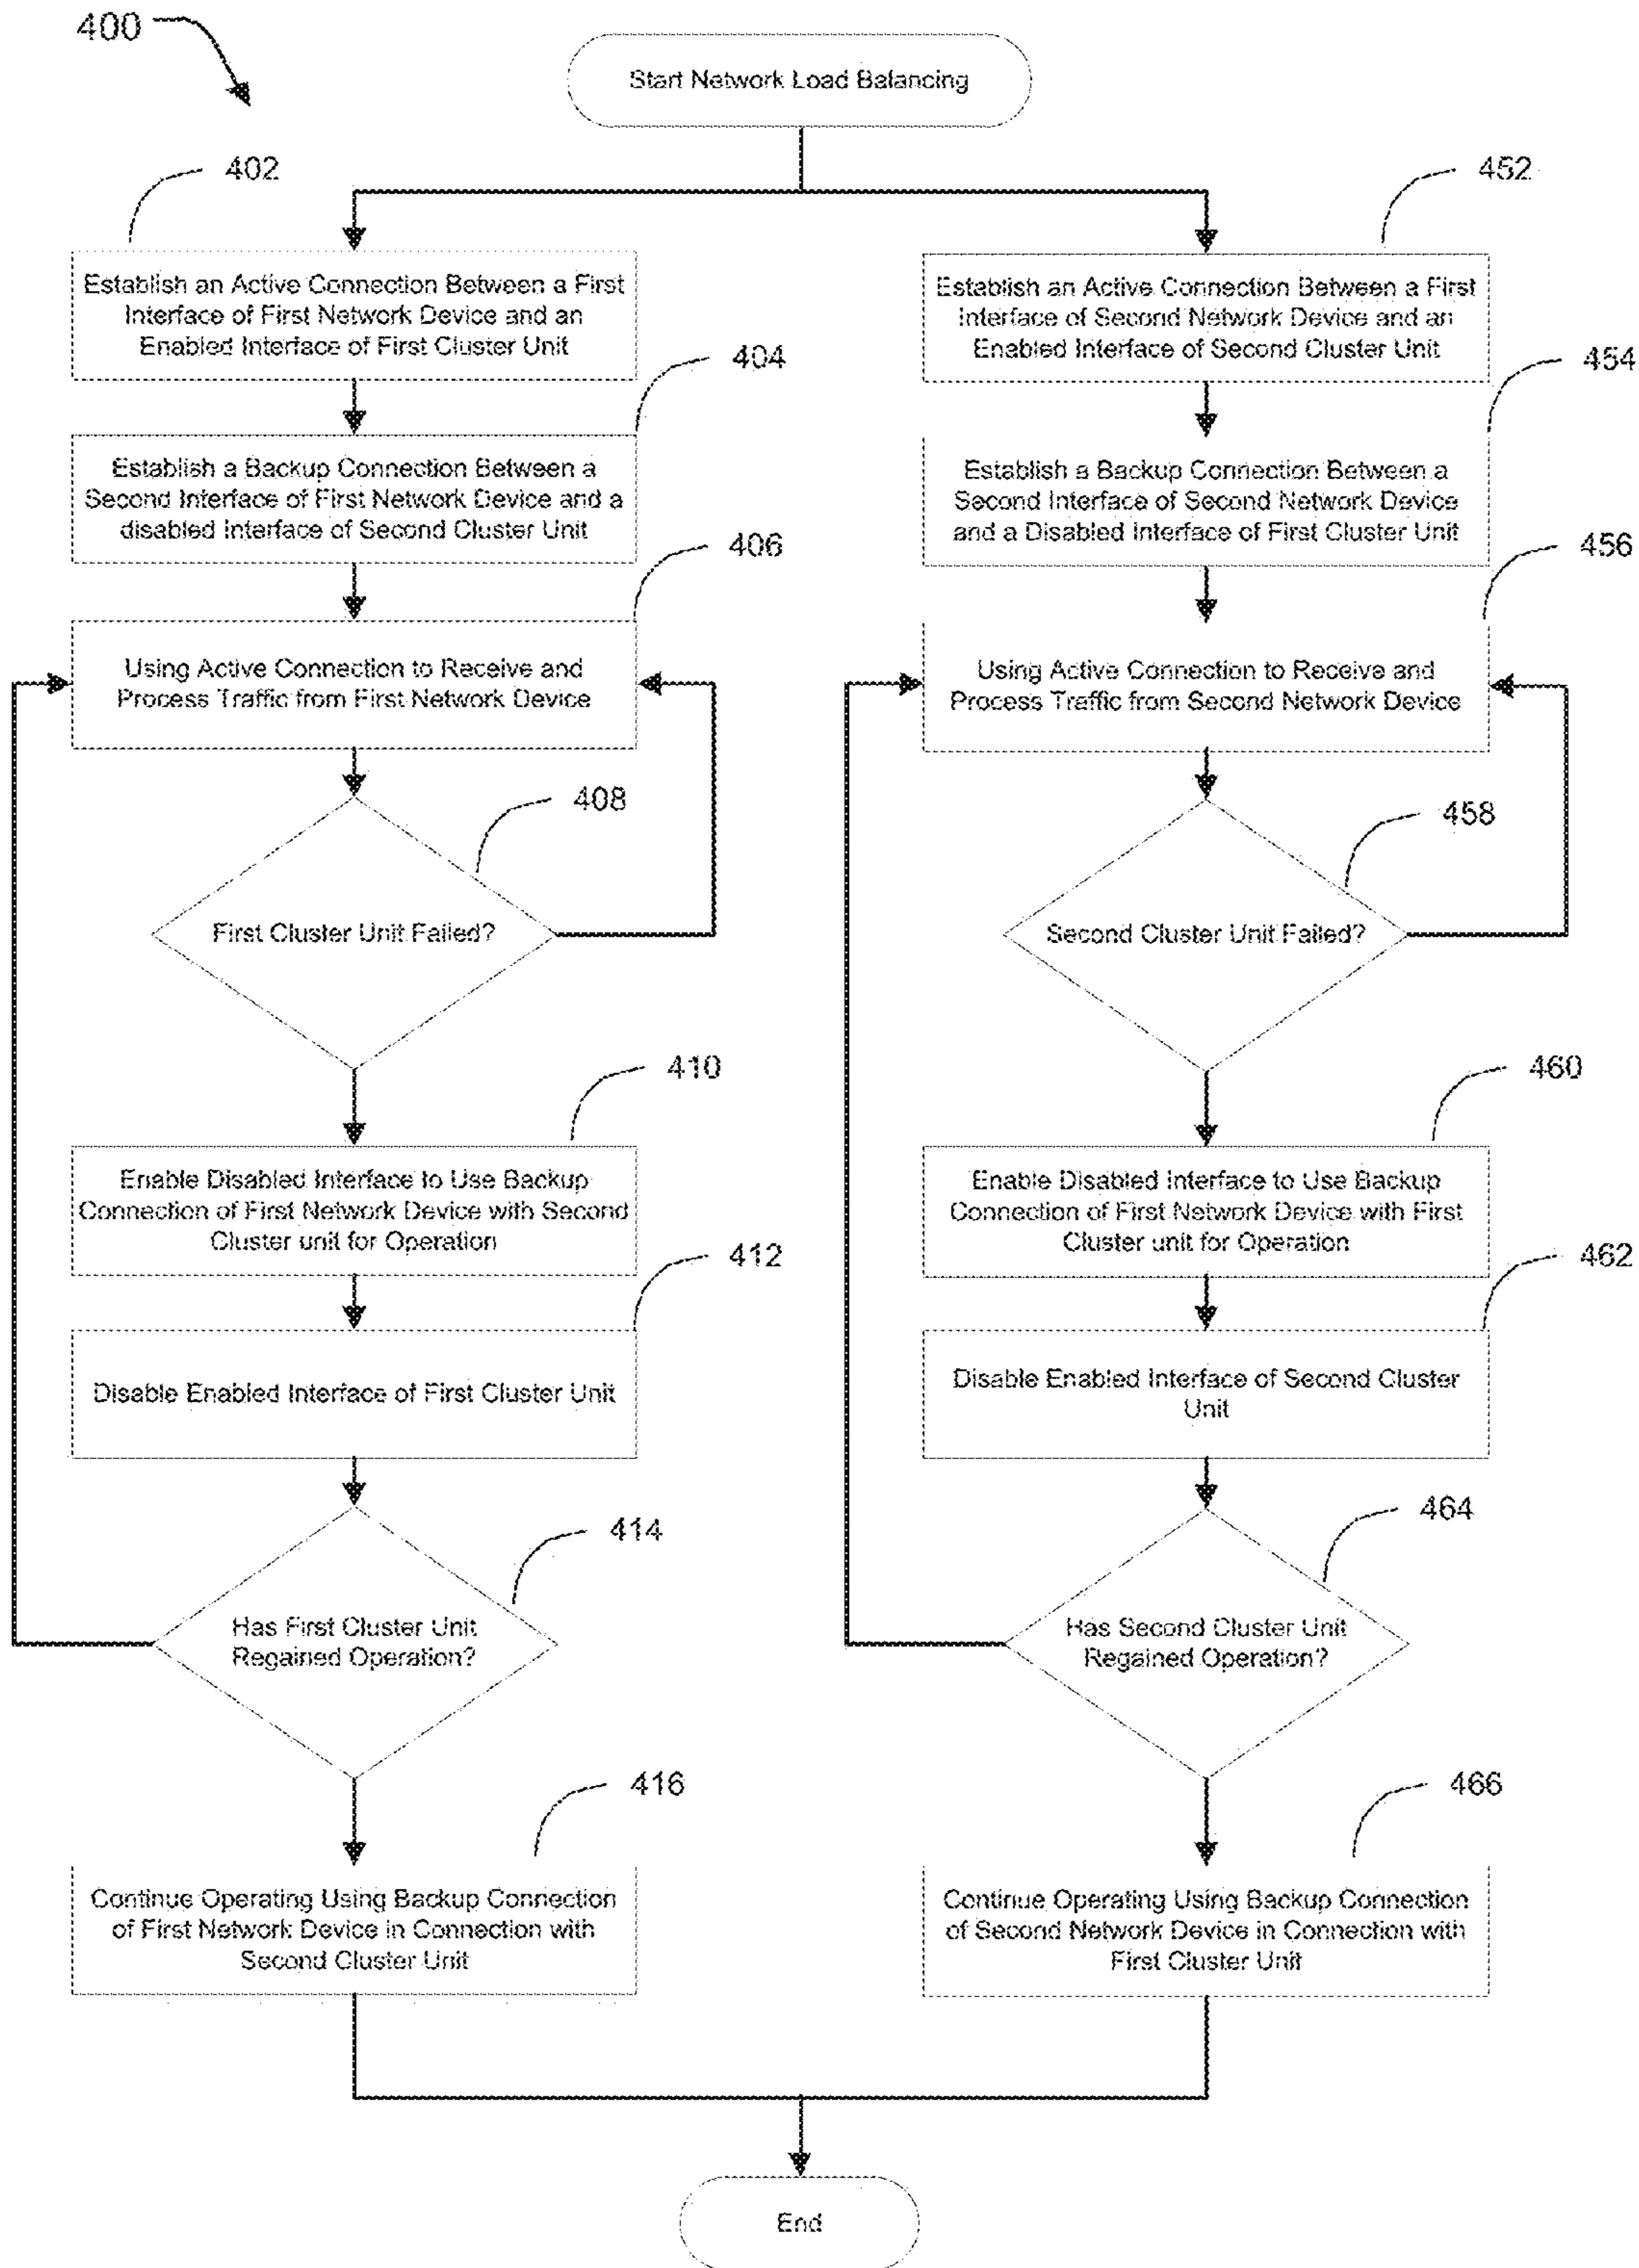 400
Start Network Load Balancing
402
Establish an Active Connection Between a First
Interface of First Network Device and an
Enabled Interface of First Cluster Unit
404
Establish a Backup Connection Between a
Second Interface of First Network Device and a
disabled Interface of Second Cluster Unit
406
Using Active Connection to Receive and
Process Traffic from First Network Device
408
First Cluster Unit Failed?
410
Enable Disabled Interface to Use Backup
Connection of First Network Device with Second
Cluster unit for Operation
412
Disable Enabled Interface of First Cluster Unit
414
Has First Cluster Unit
Regained Operation?
416
Continue Operating Using Backup Connection
of First Network Device in Connection with
Second Cluster Unit
452
Establish an Active Connection Between a First
Interface of Second Network Device and an
Enabled Interface of Second Cluster Unit
454
Establish a Backup Connection Between a
Second Interface of Second Network Device
and a Disabled Interface of First Cluster Unit
456
Using Active Connection to Receive and
Process Traffic from Second Network Device
458
Second Cluster Unit Failed?
460
Enable Disabled Interface to Use Backup
Connection of First Network Device with First
Cluster unit for Operation
462
Disable Enabled Interface of Second Cluster
Unit
464
Has Second Cluster Unit
Regained Operation?
466
Continue Operating Using Backup Connection
of Second Network Device in Connection with
First Cluster Unit
End